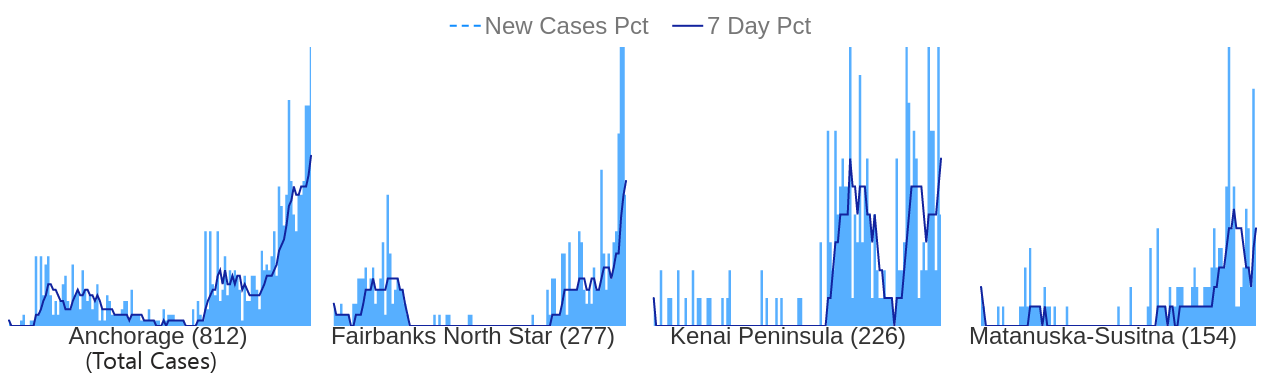 New Cases Pct 7 Day Pct
Anchorage (812) Fairbanks North Star (277) Kenai Peninsula (226) Matanuska-Susitna (154)
(Total Cases)